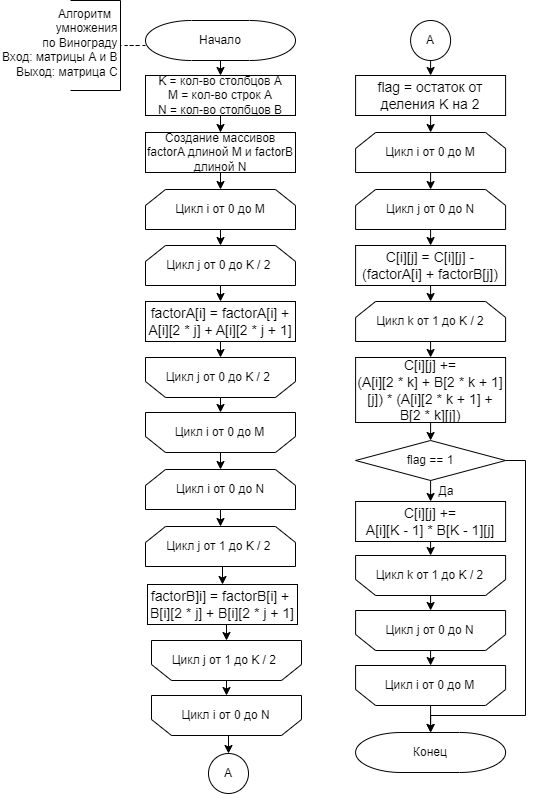 Алгоритм
умножения
по Винограду
Вход: матрицы A и B
Выход: матрица C
Начало
K = кол-во столбцов A
M = кол-во строк A
N = кол-во столбцов B
Создание массивов
factorA длиной M и factorB
длиной N
Цикл i от 0 до M
Цикл j от 0 до K / 2
factorA[i] = factorA[i] +
A[i][2 * j] + A[i][2 * j + 1]
Цикл j от 0 до K / 2
Цикл i от 0 до M
Цикл i от 0 до N
Цикл j от 1 до K / 2
factorB]i] = factorB[i] +
B[i][2 * j] + B[i][2 * j + 1]
Цикл j от 1 до K / 2
Цикл i от 0 до N
A
A
flag = остаток от
деления K на 2
Цикл i от 0 до M
Цикл j от 0 до N
C[i][j] = C[i][j] -
(factorA[i] + factorB[j])
Цикл k от 1 до K / 2
C[i][j] +=
(A[i][2 * k] + B[2 * k + 1]
[j]) * (A[i][2 * k + 1] +
B[2 * k][j])
flag == 1
Да
C[i][j] +=
A[i][K - 1] * B[K - 1][j]
Цикл k от 1 до K / 2
Цикл j от 0 до N
Цикл i от 0 до M
Конец